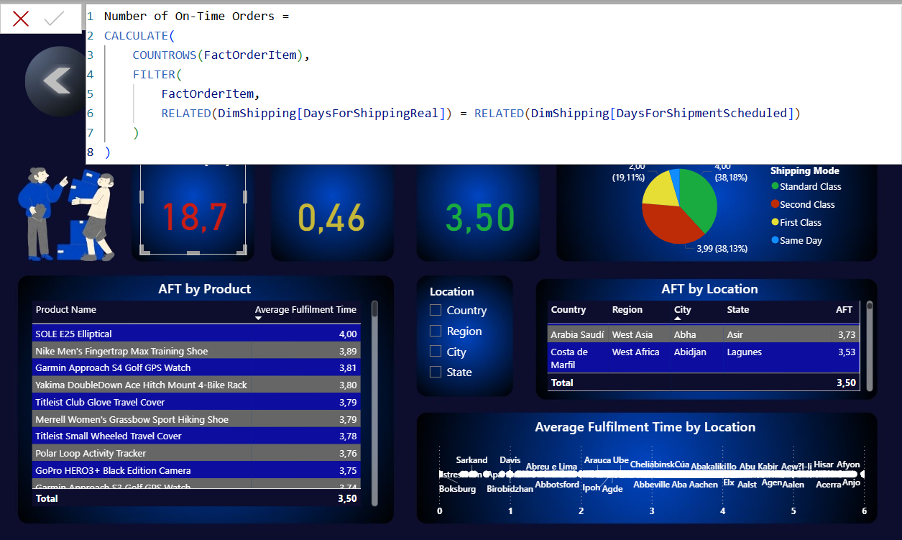 1 Number of On-Time Orders =
2 CALCULATE(
3 COUNTROWS(FactOrderItem),
4 FILTER(
5 FactOrderItem,
6 RELATED(DimShipping[DaysForShippingReal]) = RELATED(DimShipping[DaysForShipmentScheduled])
7 )
8 )
18,7
0,46
3,50
2,00
(19,11%)
4,00
(38,18%)
3,99 (38,13%)
Shipping Mode
Standard Class
Second Class
First Class
Same Day
AFT by Product
Product Name Average Fulfilment Time
SOLE E25 Elliptical 4,00
Nike Men's Fingertrap Max Training Shoe 3,89
Garmin Approach S4 Golf GPS Watch 3,81
Yakima DoubleDown Ace Hitch Mount 4-Bike Rack 3,80
Titleist Club Glove Travel Cover 3,79
Merrell Women's Grassbow Sport Hiking Shoe 3,79
Titleist Small Wheeled Travel Cover 3,78
Polar Loop Activity Tracker 3,76
GoPro HERO3+ Black Edition Camera 3,75
Garmin Approach S3 Golf GPS Watch 3,74
Total 3,50
Location
Country
Region
City
State
AFT by Location
Country Region City State AFT
Arabia Saudí West Asia Abha Asir 3,73
Costa de Marfil West Africa Abidjan Lagunes 3,53
Total 3,50
Average Fulfilment Time by Location
Sarkand Davis Abreu e Lima Arauca Ube Cheliábinsk Cúa Abu Kabir Hisar Afyon
Boksburg Birobidzhan Abbotsford Ipoh Agde Abbeville Aba Aachen Elx Aalst Agen Aalen Acerra Anjo
0 1 2 3 4 5 6